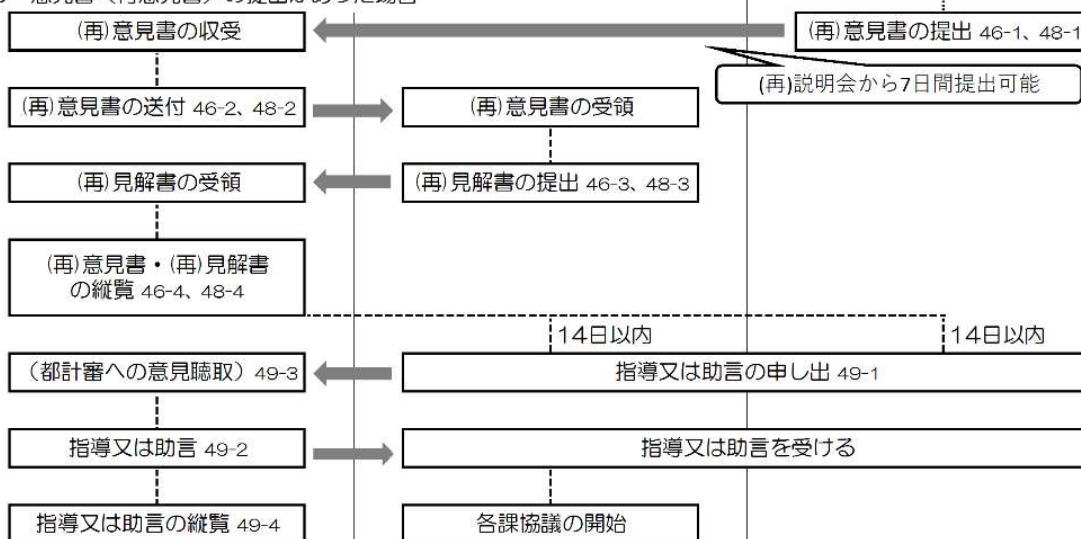 (再)意見書の収受
(再)意見書の提出 46-1、48-1
(再)説明会から7日間提出可能
(再)意見書の送付 46-2、48-2
(再)意見書の受領
(再)見解書の受領
(再)見解書の提出 46-3、48-3
(再)意見書・(再)見解書
の縦覧 46-4、48-4
14日以内
14日以内
(都計審への意見聴取) 49-3
指導又は助言の申し出 49-1
指導又は助言 49-2
指導又は助言を受ける
指導又は助言の縦覧 49-4
各課協議の開始